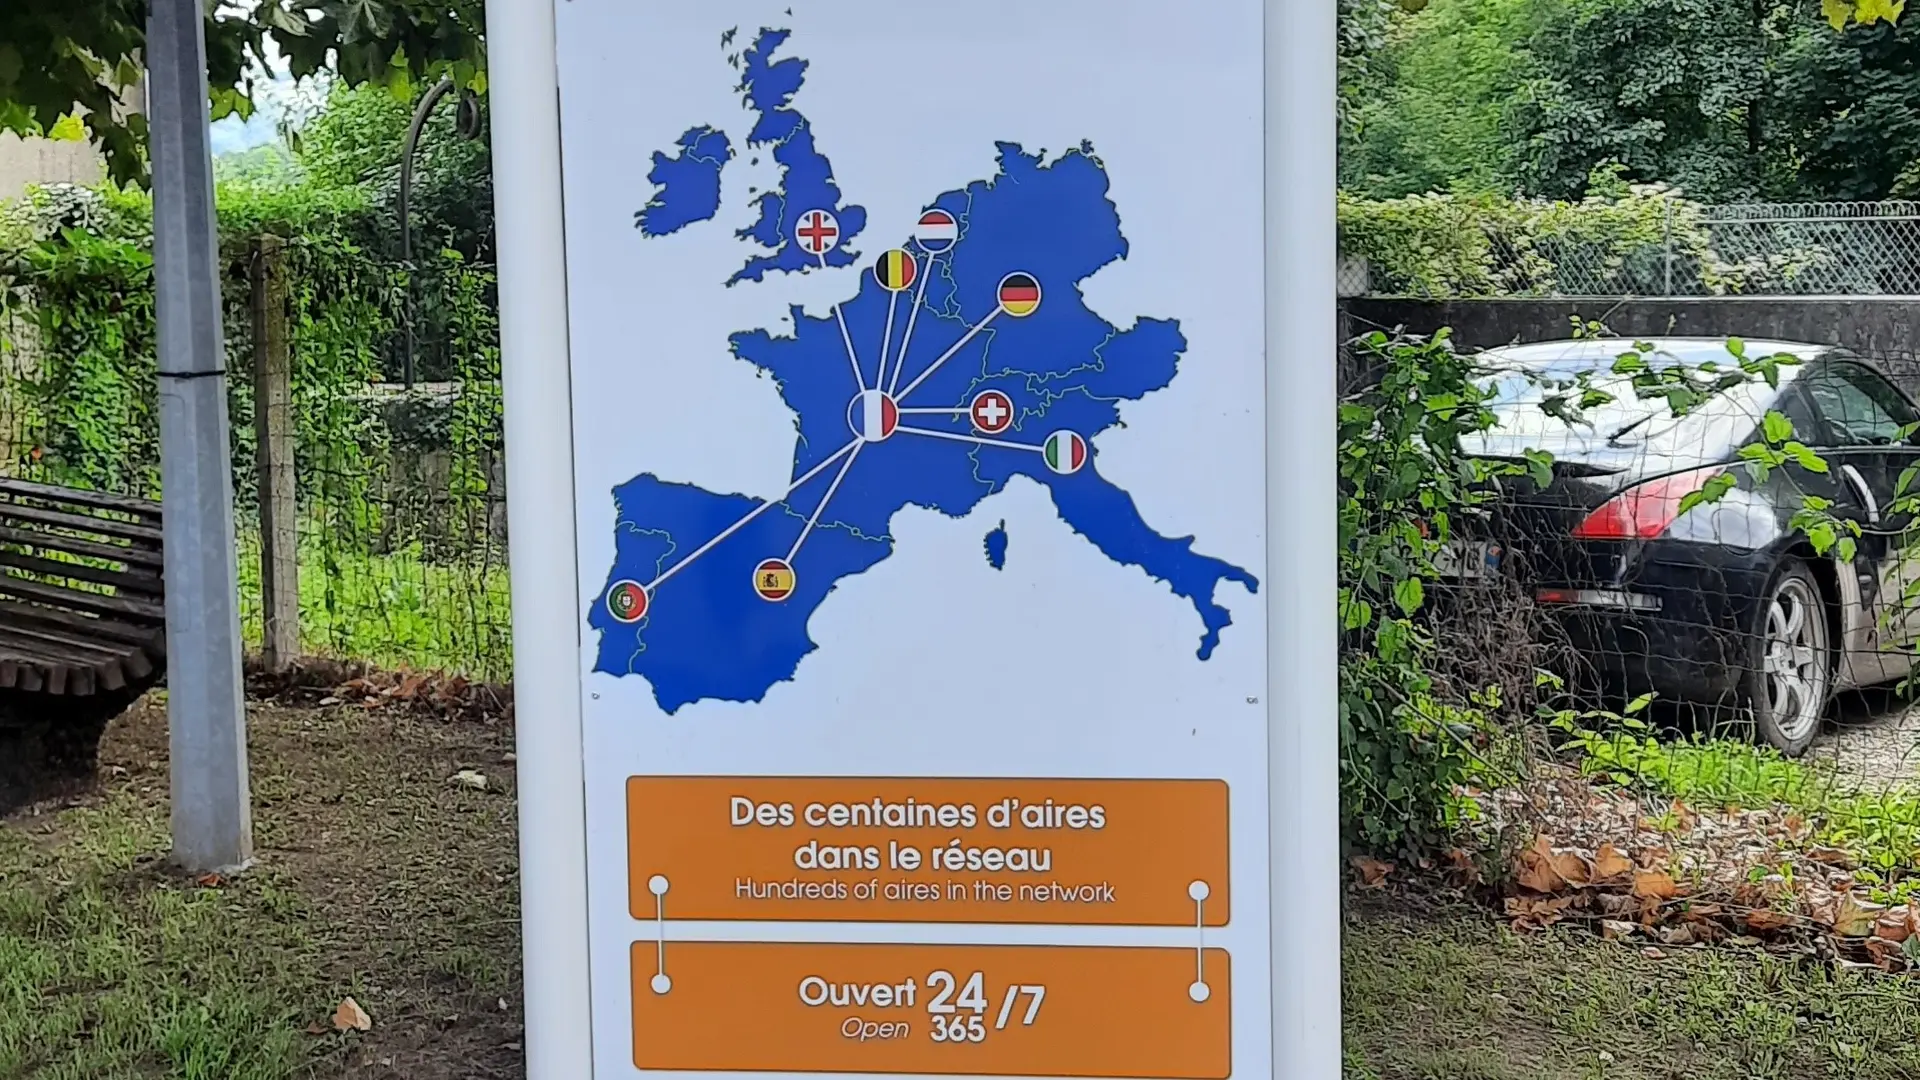 Des centaines d'aires
dans le réseau
Hundreds of aires in the network
Ouvert 24/7
Open 365